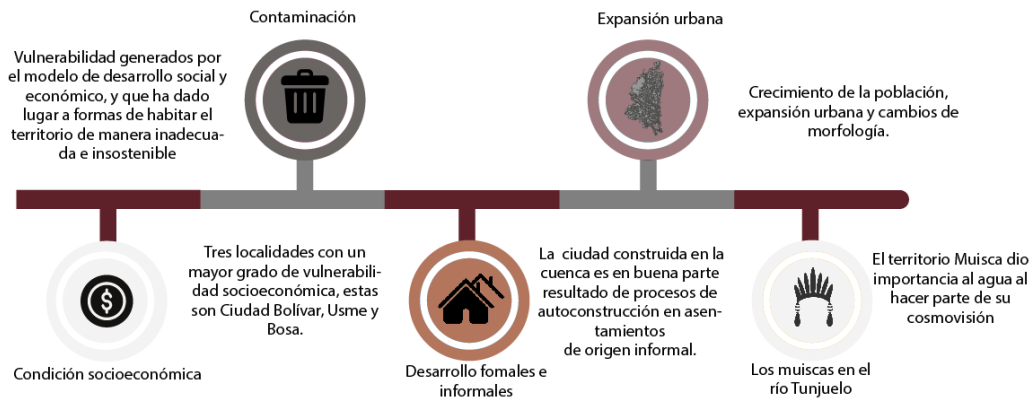 Contaminación
Vulnerabilidad generados por
el modelo de desarrollo social y
económico, y que ha dado
lugar a formas de habitar el
territorio de manera inadecua-
da e insostenible
Expansión urbana
Crecimiento de la población,
expansión urbana y cambios de
morfología.
$
Condición socioeconómica
Tres localidades con un
mayor grado de vulnerabili-
dad socioeconómica, estas
son Ciudad Bolívar, Usme y
Bosa.
Desarrollo fomales e
informales
La ciudad construida en la
cuenca es en buena parte
resultado de procesos de
autoconstrucción en asen-
tamientos
de origen informal.
Los muiscas en el
río Tunjuelo
El territorio Muisca dio
importancia al agua al
hacer parte de su
cosmovisión